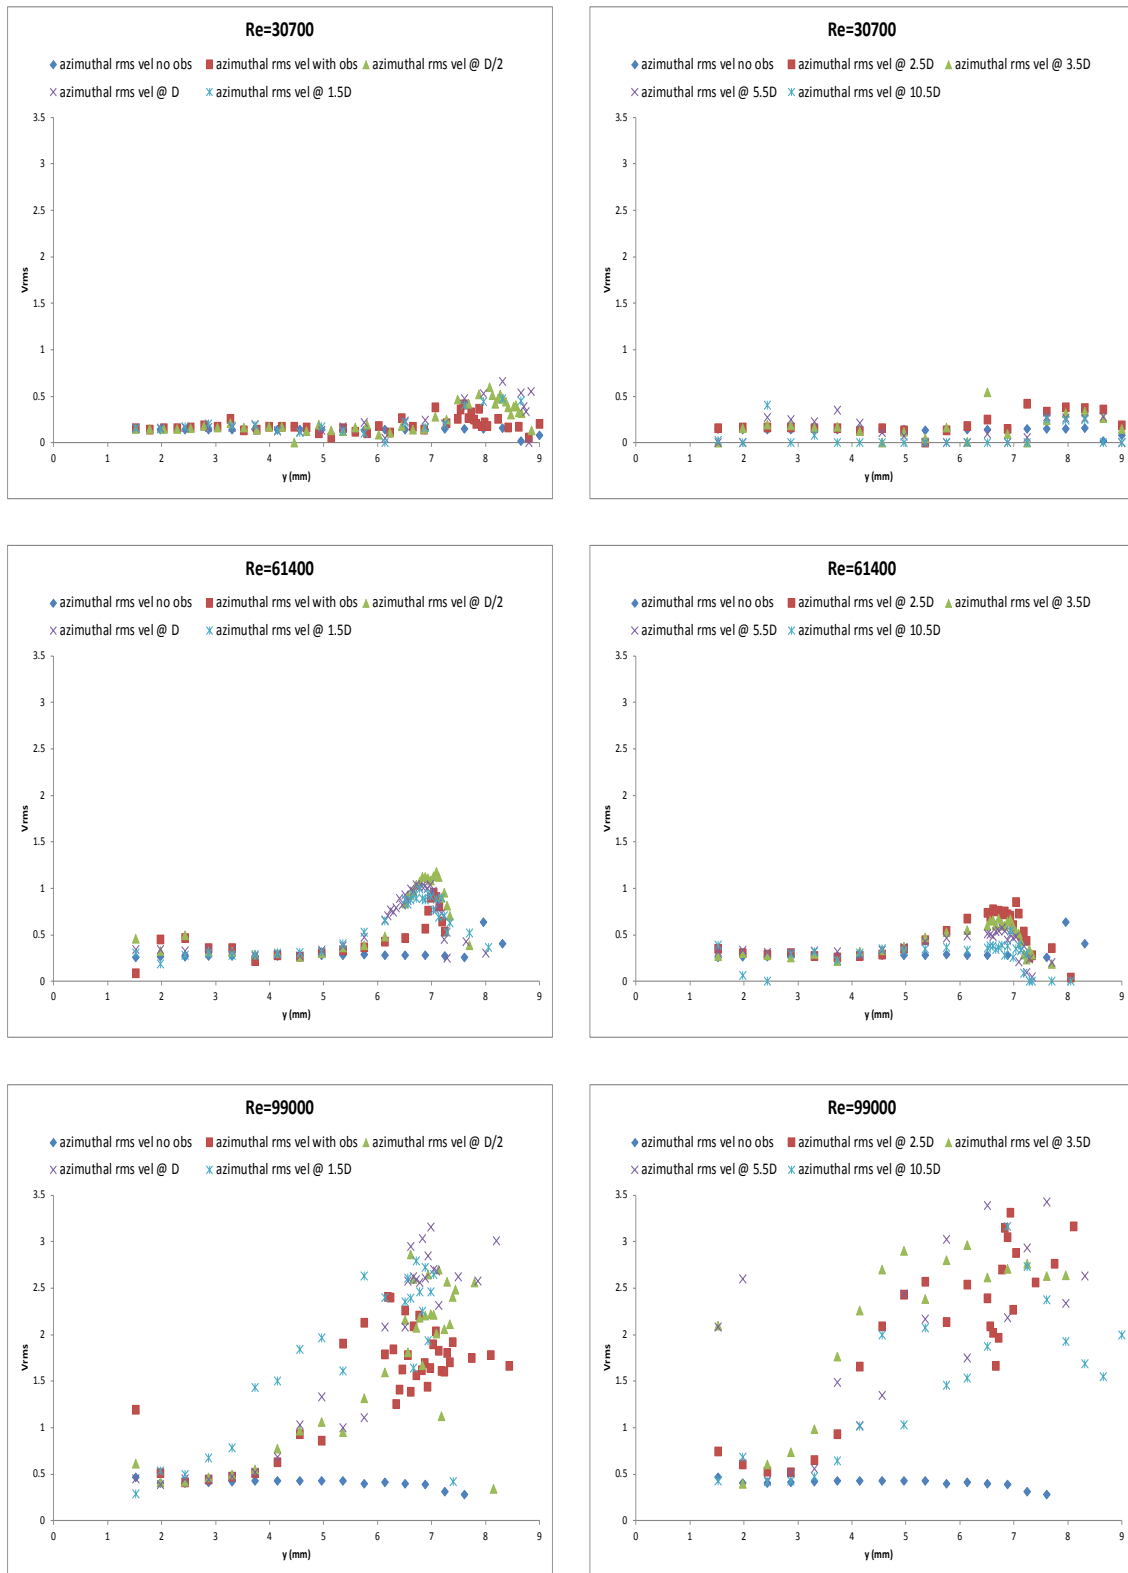 Re=30700
azimuthal rms vel no obs azimuthal rms vel with obs azimuthal rms vel @ D/2
azimuthal rms vel @ D azimuthal rms vel @ 1.5D
3.5
3
2.5
2
1.5
1
0.5
0
Vrms
0 1 2 3 4 5 6 7 8 9
y (mm)
Re=30700
azimuthal rms vel no obs azimuthal rms vel @ 2.5D azimuthal rms vel @ 3.5D
azimuthal rms vel @ 5.5D azimuthal rms vel @ 10.5D
3.5
3
2.5
2
1.5
1
0.5
0
Vrms
0 1 2 3 4 5 6 7 8 9
y (mm)
Re=61400
azimuthal rms vel no obs azimuthal rms vel with obs azimuthal rms vel @ D/2
azimuthal rms vel @ D azimuthal rms vel @ 1.5D
3.5
3
2.5
2
1.5
1
0.5
0
Vrms
0 1 2 3 4 5 6 7 8 9
y (mm)
Re=61400
azimuthal rms vel no obs azimuthal rms vel @ 2.5D azimuthal rms vel @ 3.5D
azimuthal rms vel @ 5.5D azimuthal rms vel @ 10.5D
3.5
3
2.5
2
1.5
1
0.5
0
Vrms
0 1 2 3 4 5 6 7 8 9
y (mm)
Re=99000
azimuthal rms vel no obs azimuthal rms vel with obs azimuthal rms vel @ D/2
azimuthal rms vel @ D azimuthal rms vel @ 1.5D
3.5
3
2.5
2
1.5
1
0.5
0
Vrms
0 1 2 3 4 5 6 7 8 9
y (mm)
Re=99000
azimuthal rms vel no obs azimuthal rms vel @ 2.5D azimuthal rms vel @ 3.5D
azimuthal rms vel @ 5.5D azimuthal rms vel @ 10.5D
3.5
3
2.5
2
1.5
1
0.5
0
Vrms
0 1 2 3 4 5 6 7 8 9
y (mm)